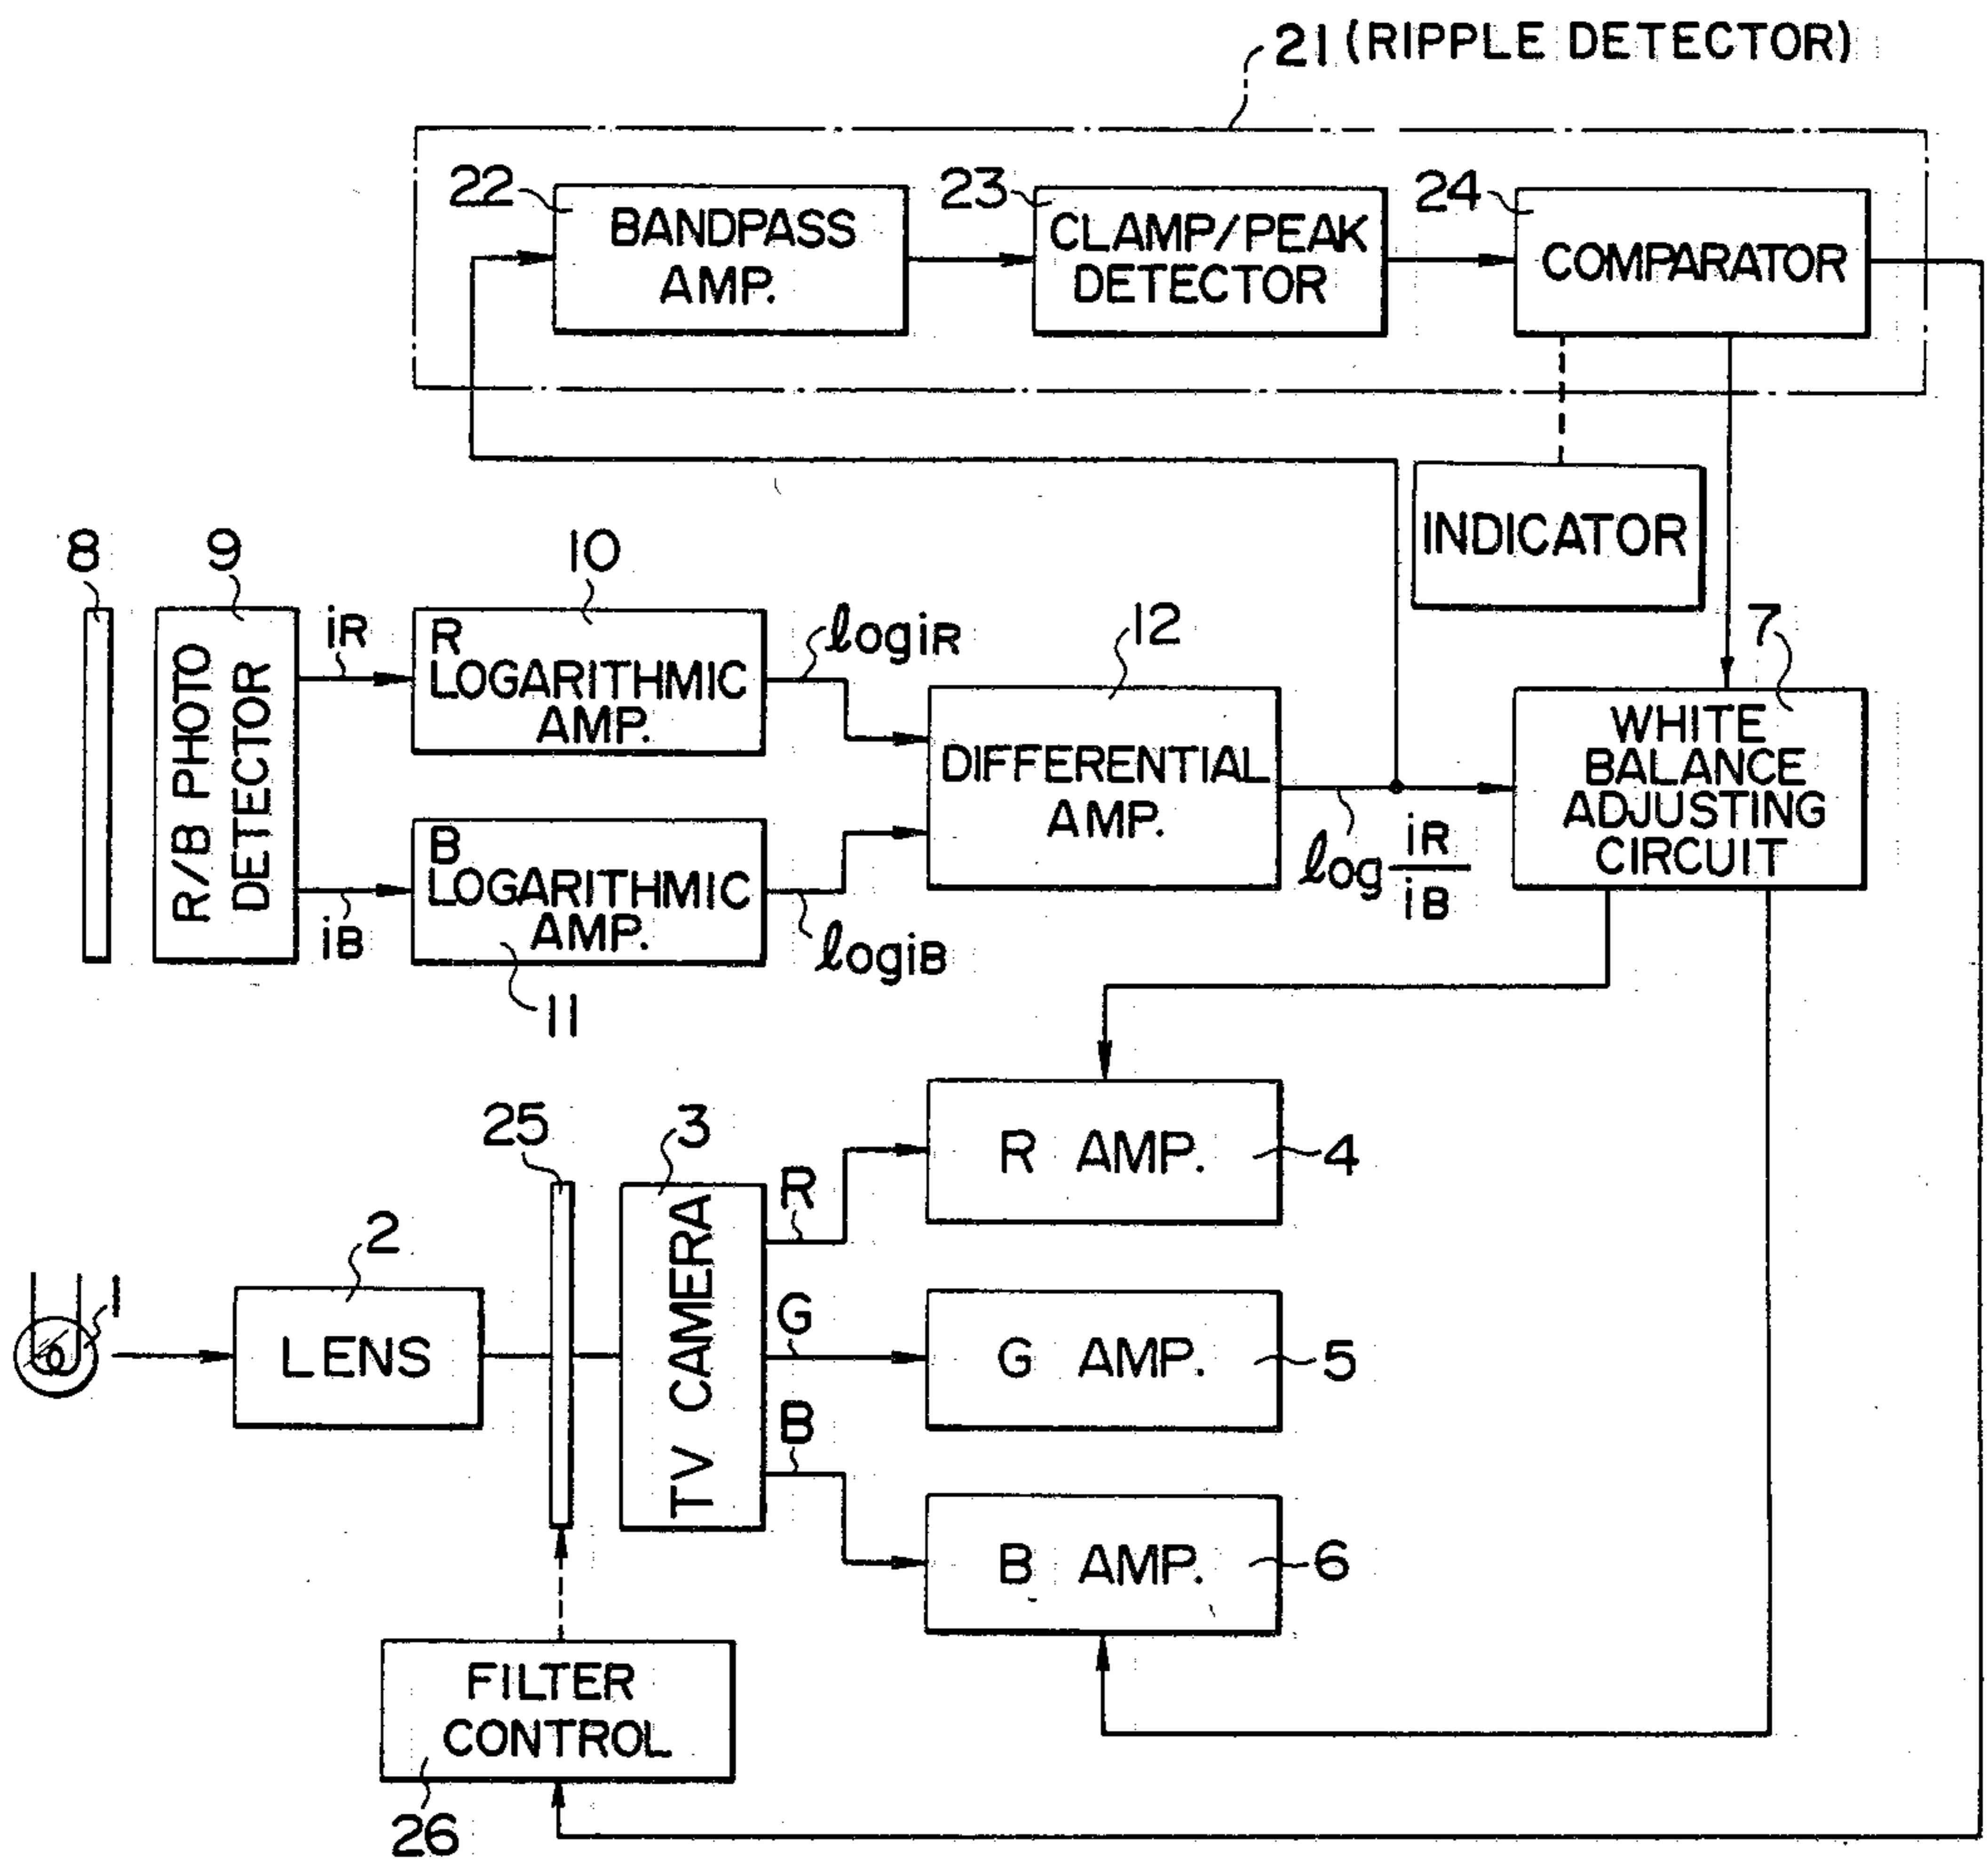 21 (RIPPLE DETECTOR)
22
BANDPASS
AMP.
23
CLAMP/PEAK
DETECTOR
24
COMPARATOR
INDICATOR
8
9
R/B PHOTO
DETECTOR
iR
iB
10
R
LOGARITHMIC
AMP.
B
LOGARITHMIC
AMP.
11
logiR
logiB
12
DIFFERENTIAL
AMP.
log iR
iB
7
WHITE
BALANCE
ADJUSTING
CIRCUIT
1
2
LENS
25
3
TV CAMERA
R
G
B
R AMP.
4
G AMP.
5
B AMP.
6
FILTER
CONTROL
26